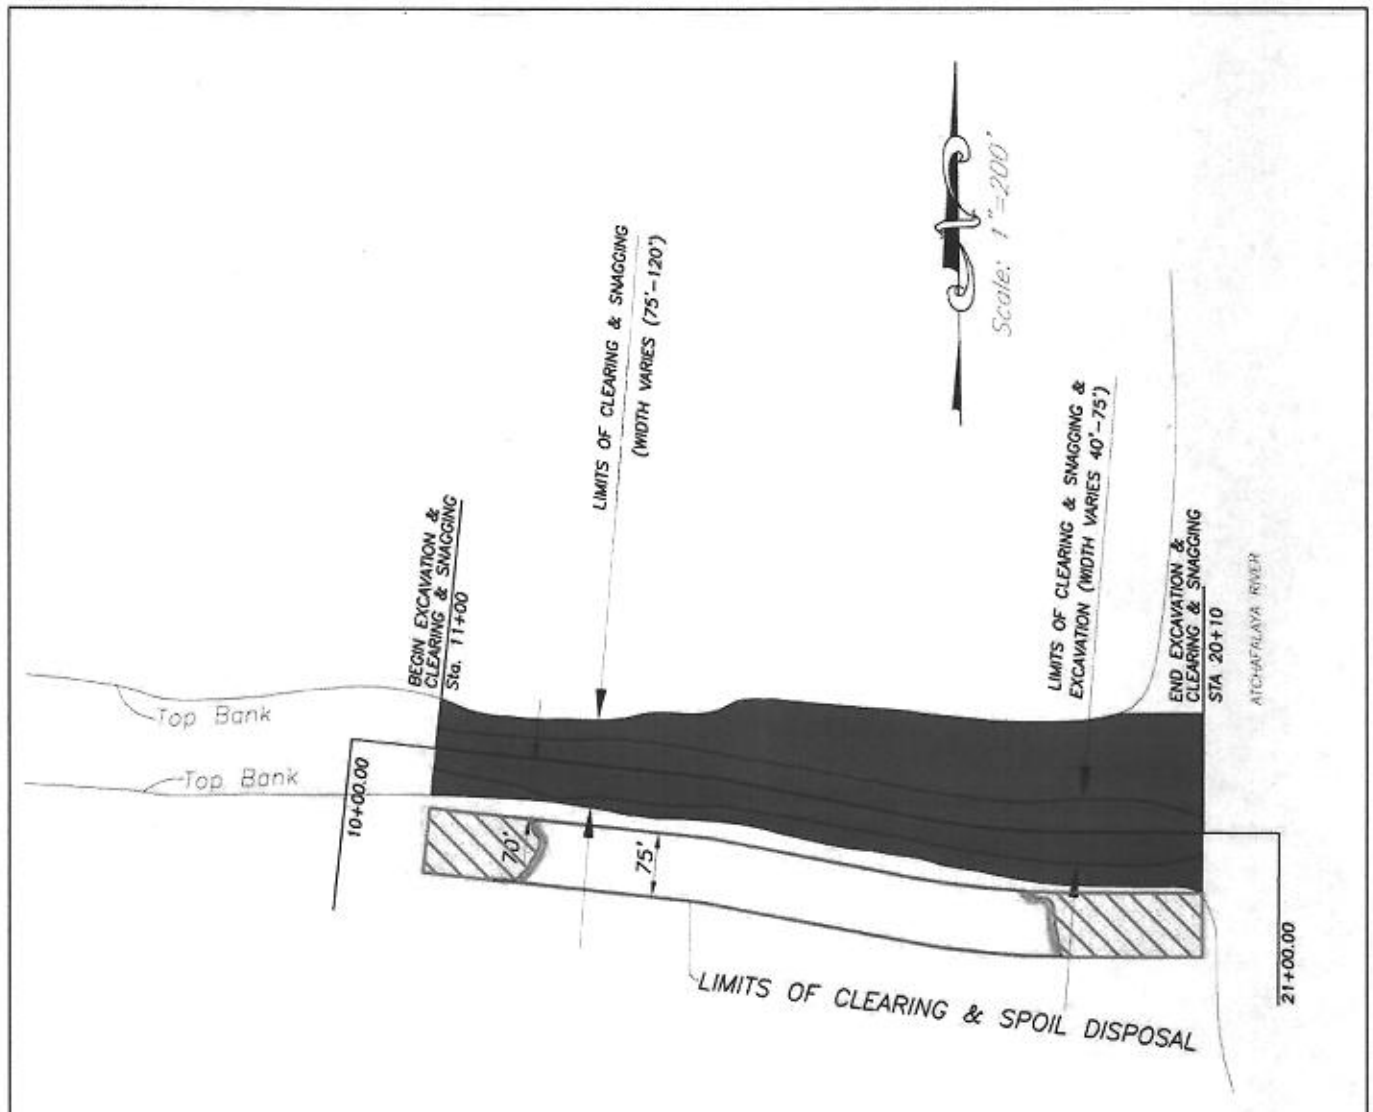 Scale: 1"=200'
LIMITS OF CLEARING & SNAGGING
(WIDTH VARIES (75'-120')
LIMITS OF CLEARING & SNAGGING &
EXCAVATION (WIDTH VARIES 40'-75')
BEGIN EXCAVATION &
CLEARING & SNAGGING
Sta. 11+00
END EXCAVATION &
CLEARING & SNAGGING
STA 20+10
ATCHAFALAYA RIVER
Top Bank
Top Bank
10+00.00
70'
75'
21+00.00
LIMITS OF CLEARING & SPOIL DISPOSAL